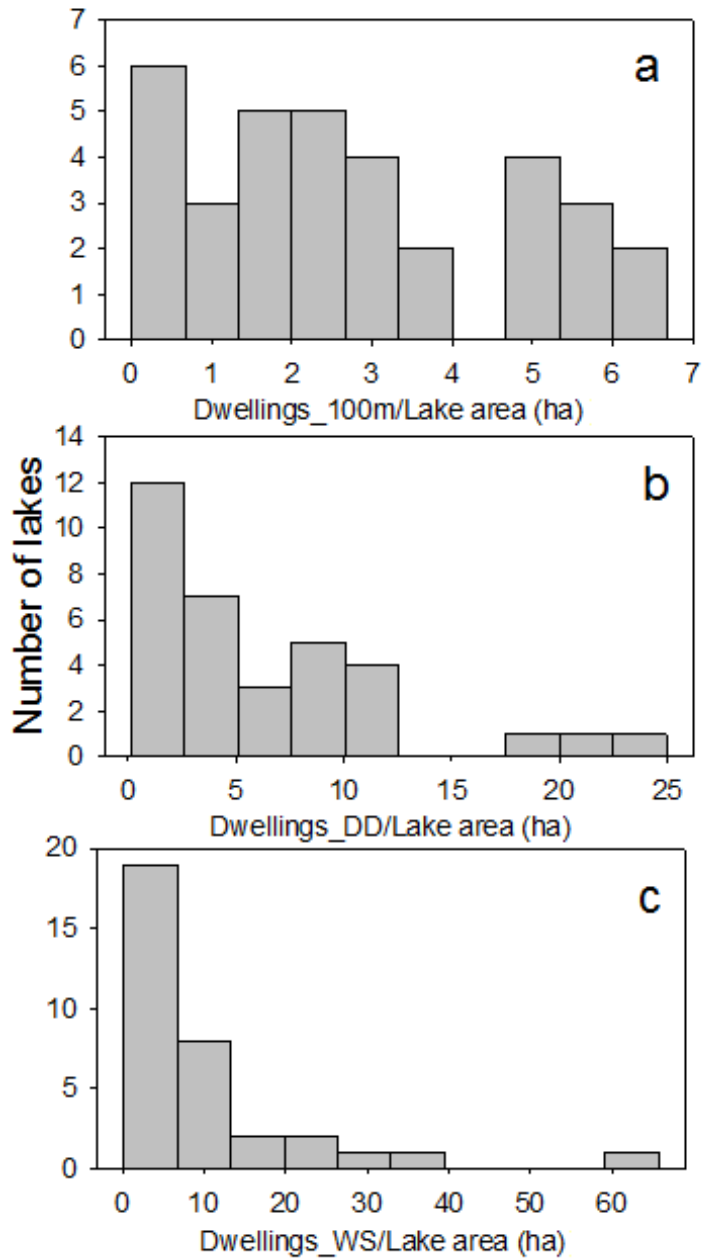 7
6
5
4
3
2
1
0
a
0 1 2 3 4 5 6 7
Dwellings_100m/Lake area (ha)
Number of lakes
14
12
10
8
6
4
2
0
b
0 5 10 15 20 25
Dwellings_DD/Lake area (ha)
20
15
10
5
0
c
0 10 20 30 40 50 60
Dwellings_WS/Lake area (ha)